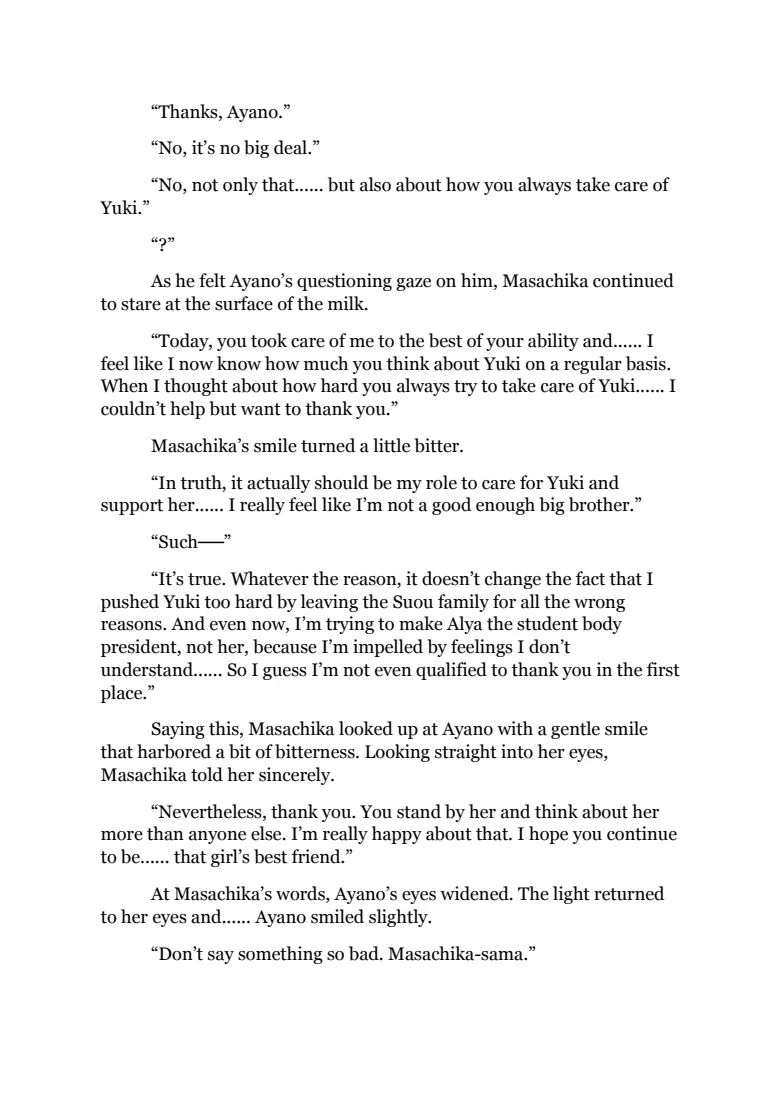 “Thanks, Ayano.”
“No, it’s no big deal.”
“No, not only that...... but also about how you always take care of
Yuki.”
“?”
As he felt Ayano’s questioning gaze on him, Masachika continued
to stare at the surface of the milk.
“Today, you took care of me to the best of your ability and...... I
feel like I now know how much you think about Yuki on a regular basis.
When I thought about how hard you always try to take care of Yuki...... I
couldn’t help but want to thank you.”
Masachika’s smile turned a little bitter.
“In truth, it actually should be my role to care for Yuki and
support her...... I really feel like I’m not a good enough big brother.”
“Such──”
“It’s true. Whatever the reason, it doesn’t change the fact that I
pushed Yuki too hard by leaving the Suou family for all the wrong
reasons. And even now, I’m trying to make Alya the student body
president, not her, because I’m impelled by feelings I don’t
understand...... So I guess I’m not even qualified to thank you in the first
place.”
Saying this, Masachika looked up at Ayano with a gentle smile
that harbored a bit of bitterness. Looking straight into her eyes,
Masachika told her sincerely.
“Nevertheless, thank you. You stand by her and think about her
more than anyone else. I’m really happy about that. I hope you continue
to be...... that girl’s best friend.”
At Masachika’s words, Ayano’s eyes widened. The light returned
to her eyes and...... Ayano smiled slightly.
“Don’t say something so bad. Masachika-sama.”